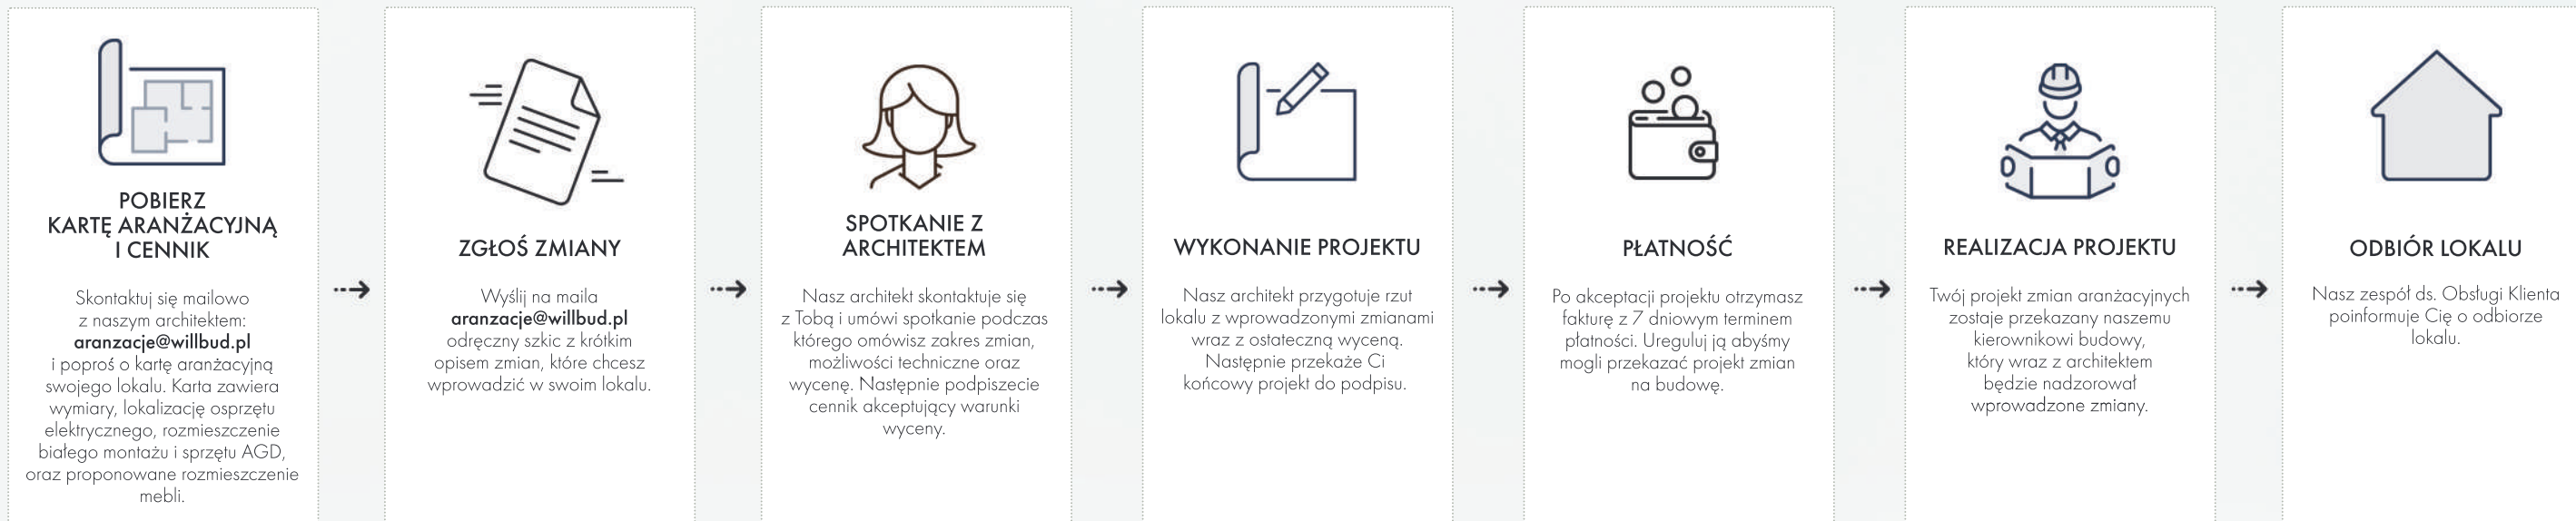 POBIERZ
KARTĘ ARANŻACYJNĄ
I CENNIK
Skontaktuj się mailowo
z naszym architektem:
aranzacje@willbud.pl
i poproś o kartę aranżacyjną
swojego lokalu. Karta zawiera
wymiary, lokalizację osprzętu
elektrycznego, rozmieszczenie
białego montażu i sprzętu AGD,
oraz proponowane rozmieszczenie
mebli.
ZGŁOŚ ZMIANY
Wyślij na maila
aranzacje@willbud.pl
odręczny szkic z krótkim
opisem zmian, które chcesz
wprowadzić w swoim lokalu.
SPOTKANIE Z
ARCHITEKTEM
Nasz architekt skontaktuje się
z Tobą i umówi spotkanie podczas
którego omówisz zakres zmian,
możliwości techniczne oraz
wycenę. Następnie podpiszecie
cennik akceptujący warunki
wyceny.
WYKONANIE PROJEKTU
Nasz architekt przygotuje rzut
lokalu z wprowadzonymi zmianami
wraz z ostateczną wyceną.
Następnie przekaże Ci
końcowy projekt do podpisu.
PŁATNOŚĆ
Po akceptacji projektu otrzymasz
fakturę z 7 dniowym terminem
płatności. Ureguluj ją abyśmy
mogli przekazać projekt zmian
na budowę.
REALIZACJA PROJEKTU
Twój projekt zmian aranżacyjnych
zostaje przekazany naszemu
kierownikowi budowy,
który wraz z architektem
będzie nadzorował
wprowadzone zmiany.
ODBIÓR LOKALU
Nasz zespół ds. Obsługi Klienta
poinformuje Cię o odbiorze
lokalu.